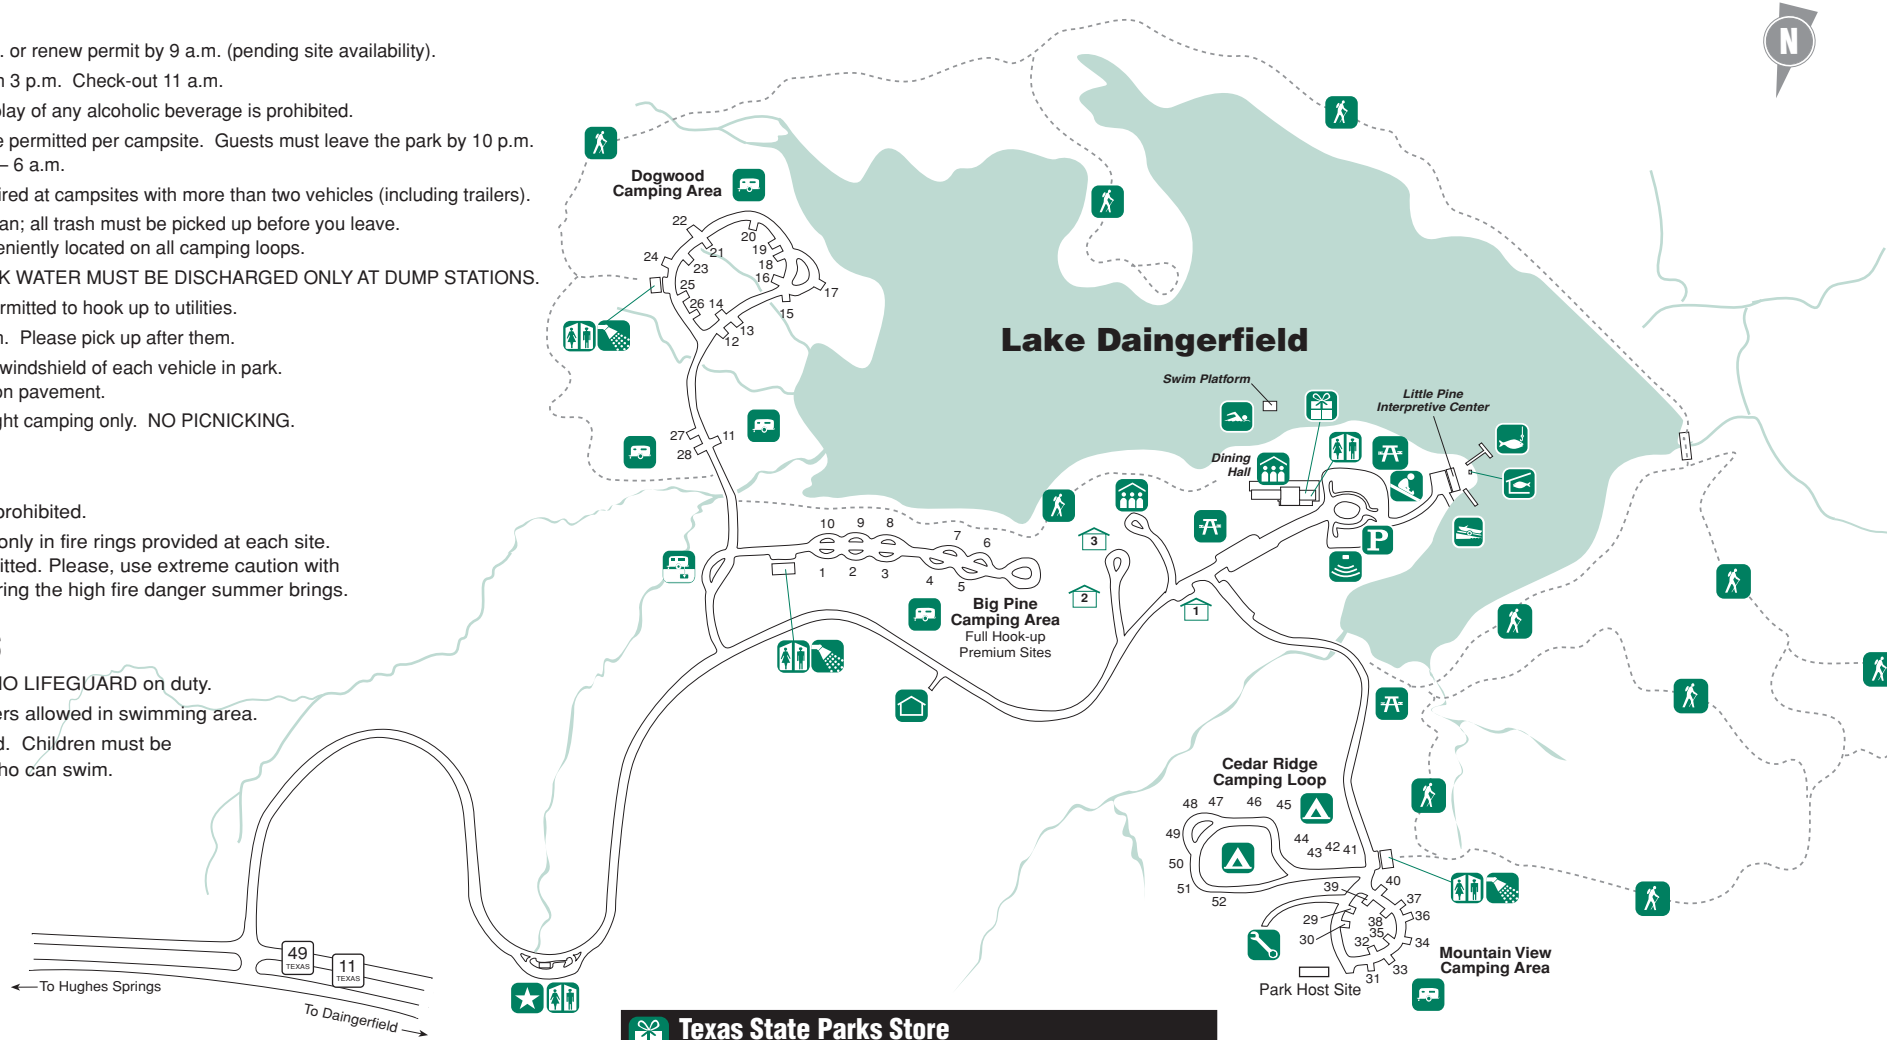 . or renew permit by 9 a.m. (pending site availability).
3 p.m.  Check-out 11 a.m.
play of any alcoholic beverage is prohibited.
e permitted per campsite.  Guests must leave the park by 10 p.m.
– 6 a.m.
ired at campsites with more than two vehicles (including trailers).
an; all trash must be picked up before you leave.
eniently located on all camping loops.
K WATER MUST BE DISCHARGED ONLY AT DUMP STATIONS.
rmitted to hook up to utilities.
n.  Please pick up after them.
windshield of each vehicle in park.
on pavement.
ght camping only.  NO PICNICKING.
prohibited.
only in fire rings provided at each site.
itted. Please, use extreme caution with
ring the high fire danger summer brings.
NO LIFEGUARD on duty.
ers allowed in swimming area.
d.  Children must be
ho can swim.
N
Dogwood
Camping Area
22
20
21
19
24
23
18
16
25
17
26 14
15
13
12
27
11
28
Lake Daingerfield
Swim Platform
Little Pine
Interpretive Center
Dining
Hall
P
10 9 8
7
6
1 2 3
4
5
3
2
1
Big Pine
Camping Area
Full Hook-up
Premium Sites
Cedar Ridge
Camping Loop
48 47 46 45
49
44
43 42 41
50
51
52
40
39
37
29
38
36
30
35
32
34
33
31
Mountain View
Camping Area
Park Host Site
49
TEXAS
11
TEXAS
To Hughes Springs
To Daingerfield
Texas State Parks Store